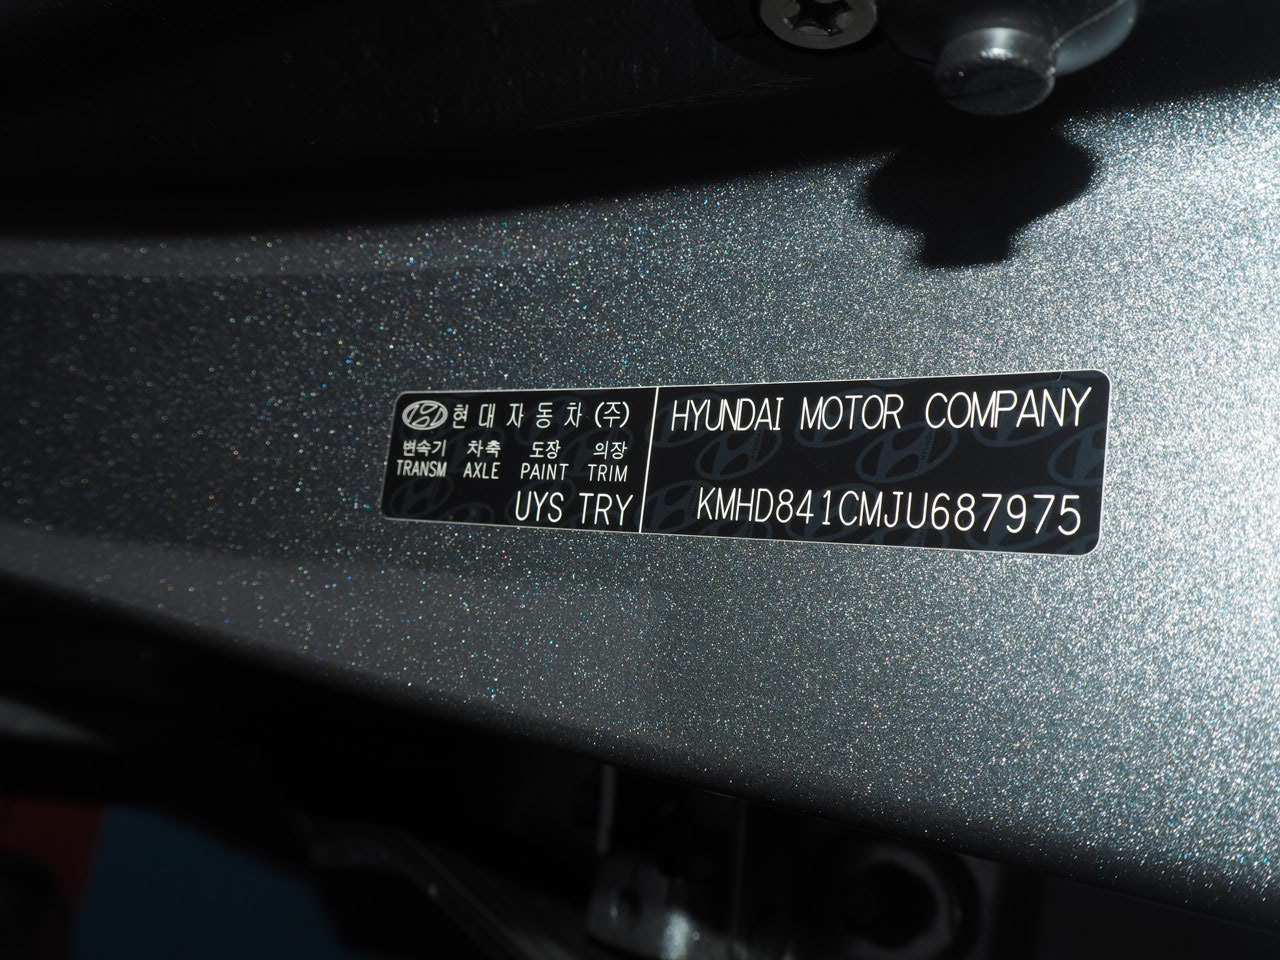 현대자동차(주)
변속기 차축 도장 의장
TRANSM AXLE PAINT TRIM
UYS TRY
HYUNDAI MOTOR COMPANY
KMHD841CMJU687975